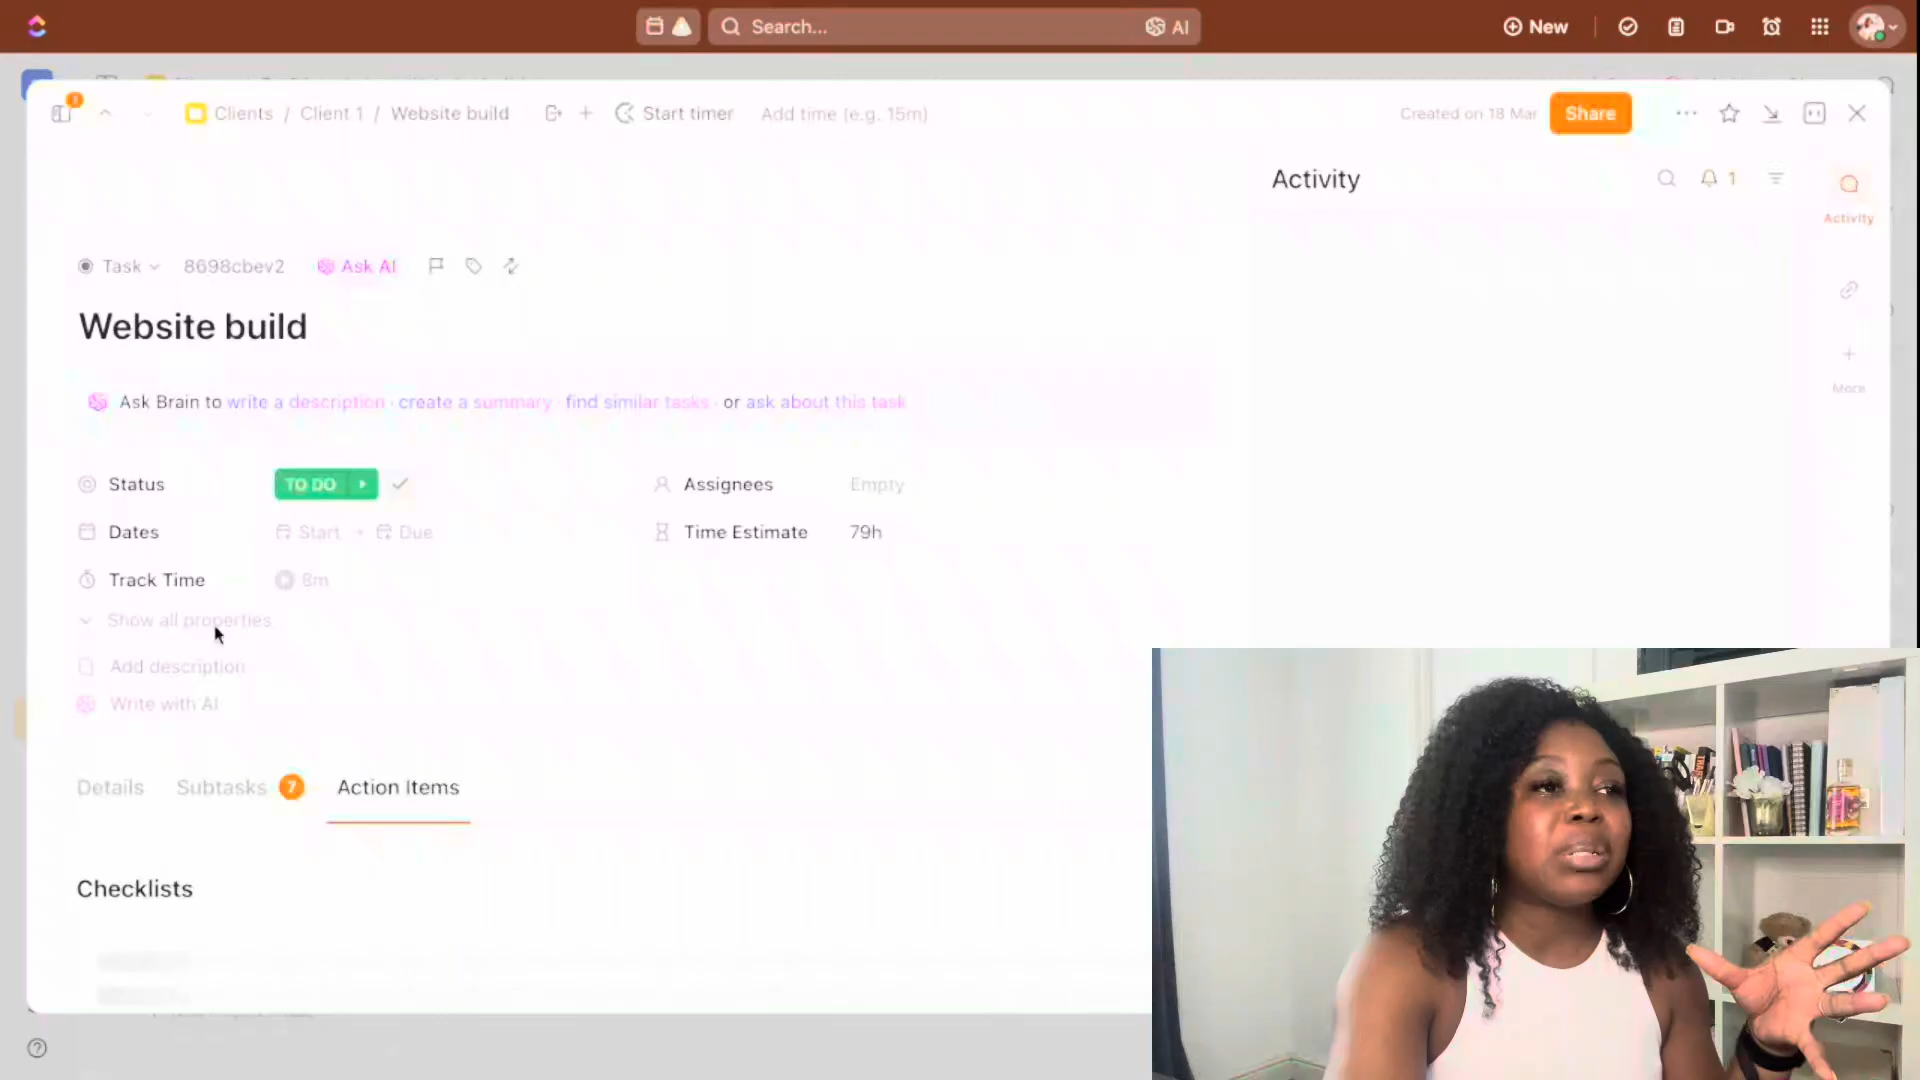 Search... AI New
Clients / Client 1 / Website build Start timer Add time (e.g. 15m) Created on 18 Mar Share
Activity 1
Activity
Task 8698cbev2 Ask AI
Website build
More
Ask Brain to write a description · create a summary · find similar tasks · or ask about this task
Status TO DO Assignees Empty
Dates Start Due Time Estimate 79h
Track Time 8m
Show all properties
Add description
Write with AI
Details Subtasks 7 Action Items
Checklists